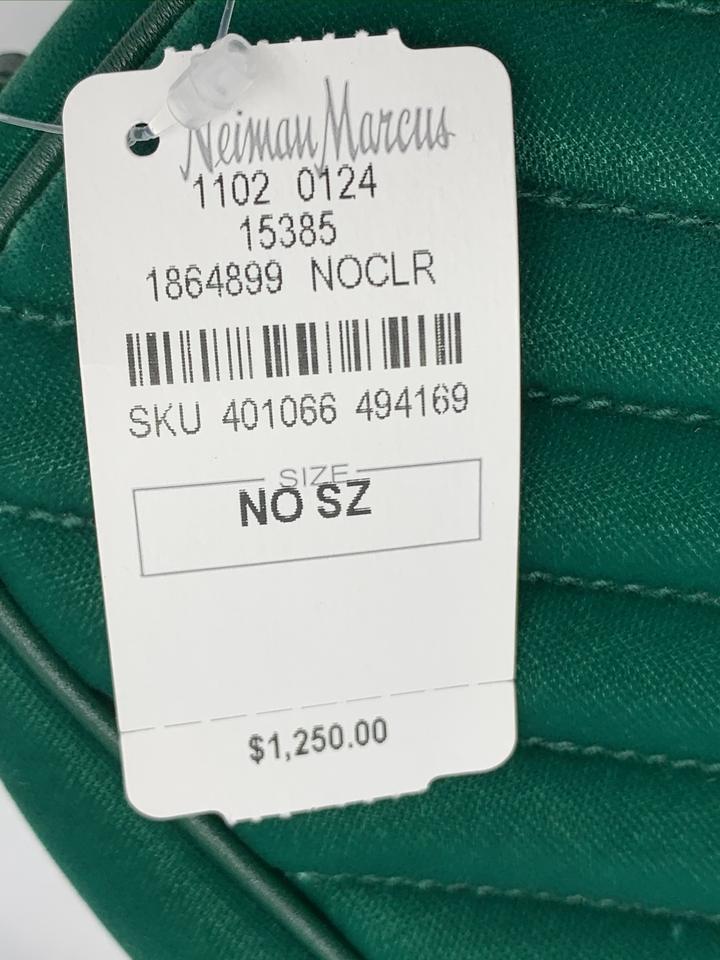 Neiman Marcus
1102 0124
15385
1864899 NOCLR
SKU 401066 494169
SIZE
NO SZ
$1,250.00